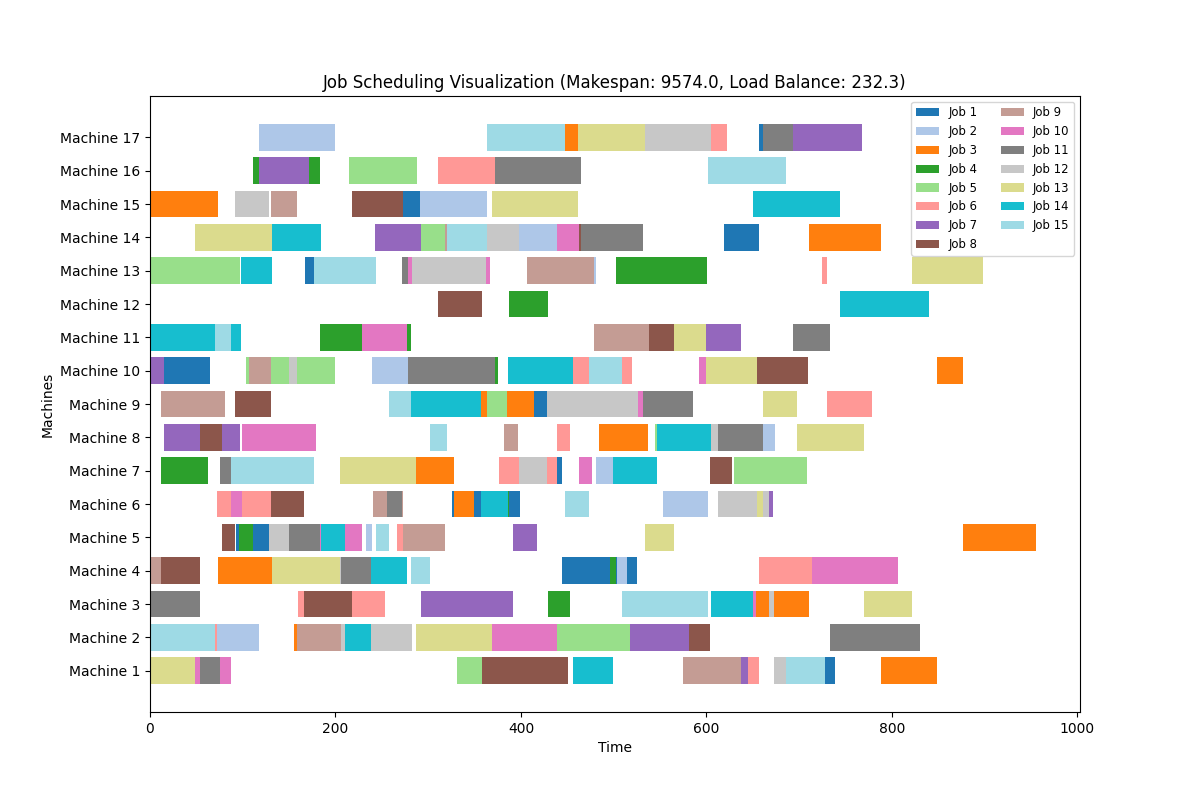 Job Scheduling Visualization (Makespan: 9574.0, Load Balance: 232.3)
Machines
Machine 17
Machine 16
Machine 15
Machine 14
Machine 13
Machine 12
Machine 11
Machine 10
Machine 9
Machine 8
Machine 7
Machine 6
Machine 5
Machine 4
Machine 3
Machine 2
Machine 1
Job 1
Job 2
Job 3
Job 4
Job 5
Job 6
Job 7
Job 8
Job 9
Job 10
Job 11
Job 12
Job 13
Job 14
Job 15
0 200 400 600 800 1000
Time